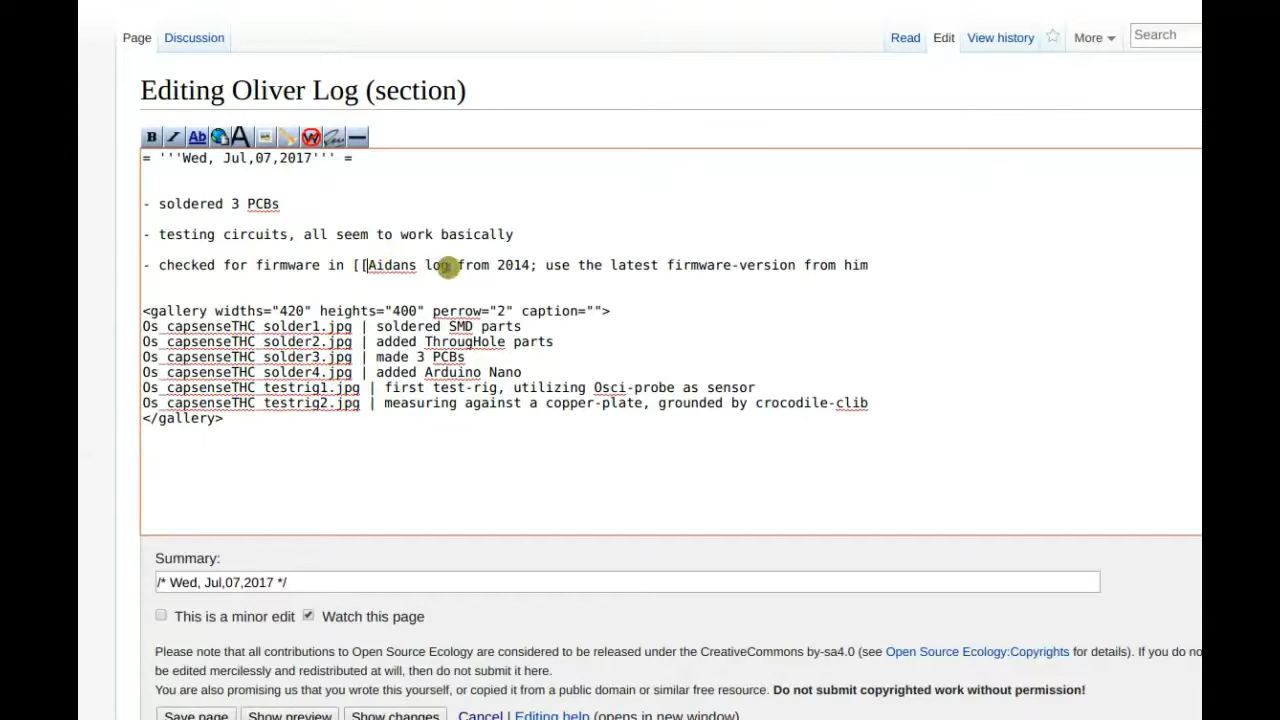 Page Discussion Read Edit View history More Search
Editing Oliver Log (section)
B I Ab A W
= '''Wed, Jul,07,2017''' =
- soldered 3 PCBs
- testing circuits, all seem to work basically
- checked for firmware in [[Aidans log from 2014; use the latest firmware-version from him
<gallery widths="420" heights="400" perrow="2" caption="">
Os_capsenseTHC_solder1.jpg | soldered SMD parts
Os_capsenseTHC_solder2.jpg | added ThrougHole parts
Os_capsenseTHC_solder3.jpg | made 3 PCBs
Os_capsenseTHC_solder4.jpg | added Arduino Nano
Os_capsenseTHC_testrig1.jpg | first test-rig, utilizing Osci-probe as sensor
Os_capsenseTHC_testrig2.jpg | measuring against a copper-plate, grounded by crocodile-clib
</gallery>
Summary:
/* Wed, Jul,07,2017 */
This is a minor edit Watch this page
Please note that all contributions to Open Source Ecology are considered to be released under the CreativeCommons by-sa4.0 (see Open Source Ecology:Copyrights for details). If you do no
be edited mercilessly and redistributed at will, then do not submit it here.
You are also promising us that you wrote this yourself, or copied it from a public domain or similar free resource. Do not submit copyrighted work without permission!
Save page Show preview Show changes Cancel | Editing help (opens in new window)